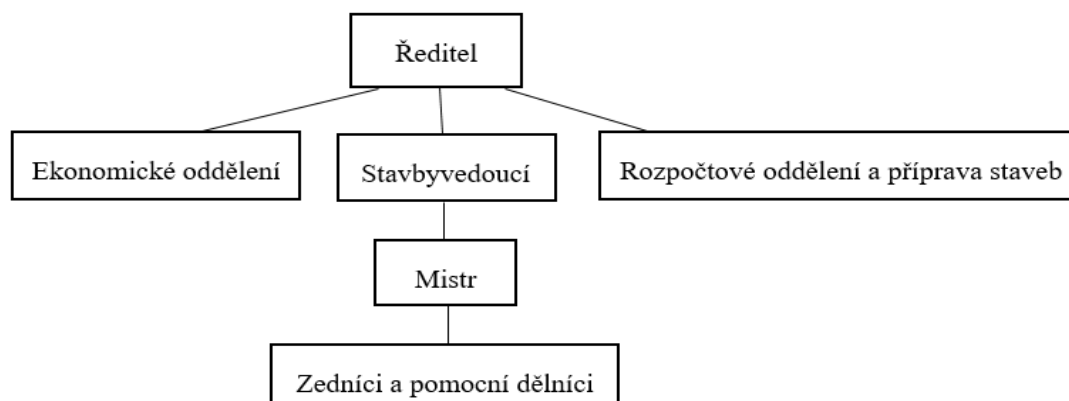 Ředitel
Ekonomické oddělení
Stavbyvedoucí
Rozpočtové oddělení a příprava staveb
Mistr
Zedníci a pomocní dělníci